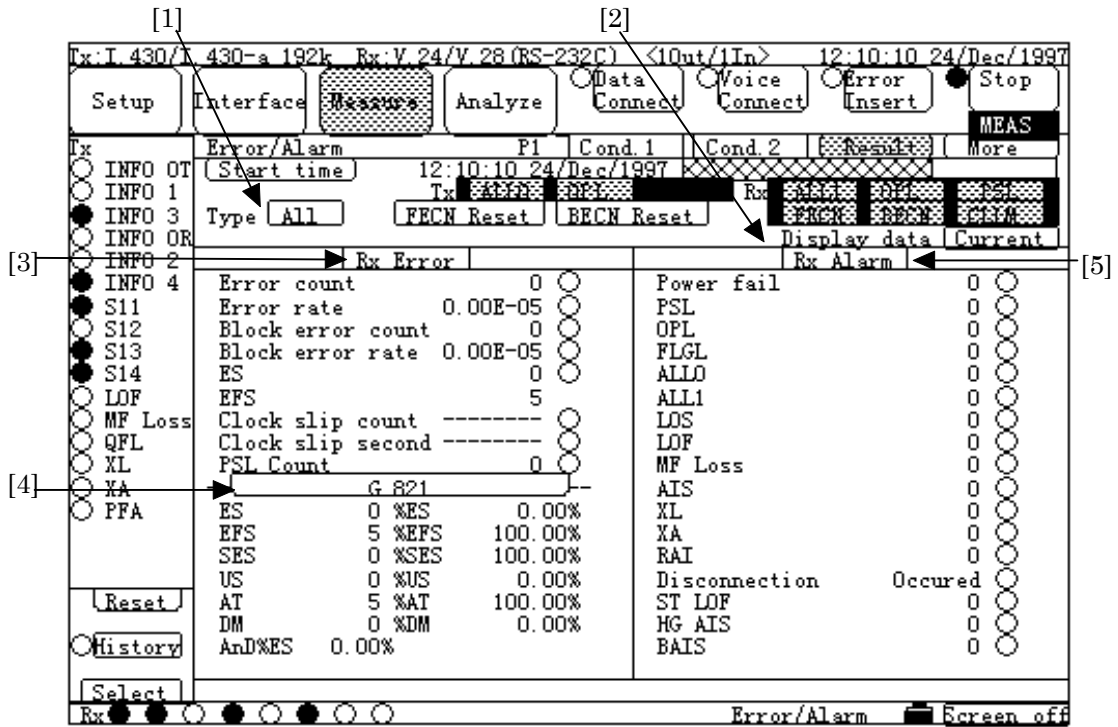 [1] [2]
Tx:I.430/I.430-a 192k Rx:V.24/V.28(RS-232C) <1Out/1In> 12:10:10 24/Dec/1997
Setup Interface Measure Analyze Data Connect Voice Connect Error Insert Stop
MEAS
Tx Error/Alarm P1 Cond.1 Cond.2 Result More
INFO 0T Start time 12:10:10 24/Dec/1997
INFO 1 Tx ALL0 OPL Rx ALL1 OPL PSL
INFO 3 Type All FECN Reset BECN Reset FECN BECN CLLM
INFO 0R Display data Current
[3] INFO 2 Rx Error Rx Alarm [5]
INFO 4 Error count 0 Power fail 0
S11 Error rate 0.00E-05 PSL 0
S12 Block error count 0 OPL 0
S13 Block error rate 0.00E-05 FLGL 0
S14 ES 0 ALL0 0
LOF EFS 5 ALL1 0
MF Loss Clock slip count -------- LOS 0
QFL Clock slip second -------- LOF 0
XL PSL Count 0 MF Loss 0
[4] XA G 821 AIS 0
PFA ES 0 %ES 0.00% XL 0
EFS 5 %EFS 100.00% XA 0
SES 0 %SES 100.00% RAI 0
US 0 %US 0.00% Disconnection Occured
Reset AT 5 %AT 100.00% ST LOF 0
DM 0 %DM 0.00% HG AIS 0
History AnD%ES 0.00% BAIS 0
Select
Rx Error/Alarm Screen off